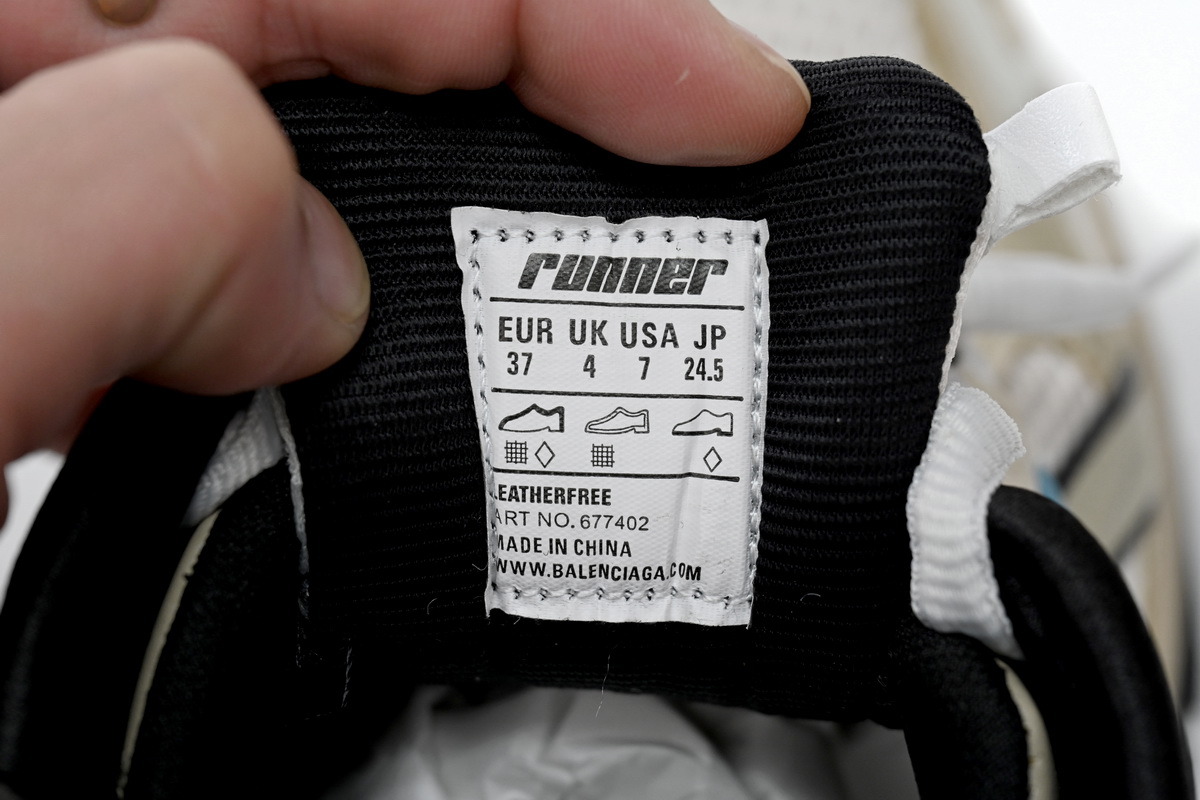 runner
EUR UK USA JP
37 4 7 24.5
LEATHERFREE
ART NO. 677402
MADE IN CHINA
WWW.BALENCIAGA.COM